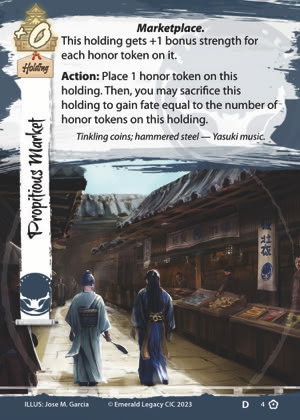 Marketplace.
+0
This holding gets +1 bonus strength for
each honor token on it.
Holding
Action: Place 1 honor token on this
holding. Then, you may sacrifice this
holding to gain fate equal to the number of
honor tokens on this holding.
Tinkling coins; hammered steel — Yasuki music.
Propitious Market
ILLUS: Jose M. Garcia
© Emerald Legacy CIC 2023
D
4